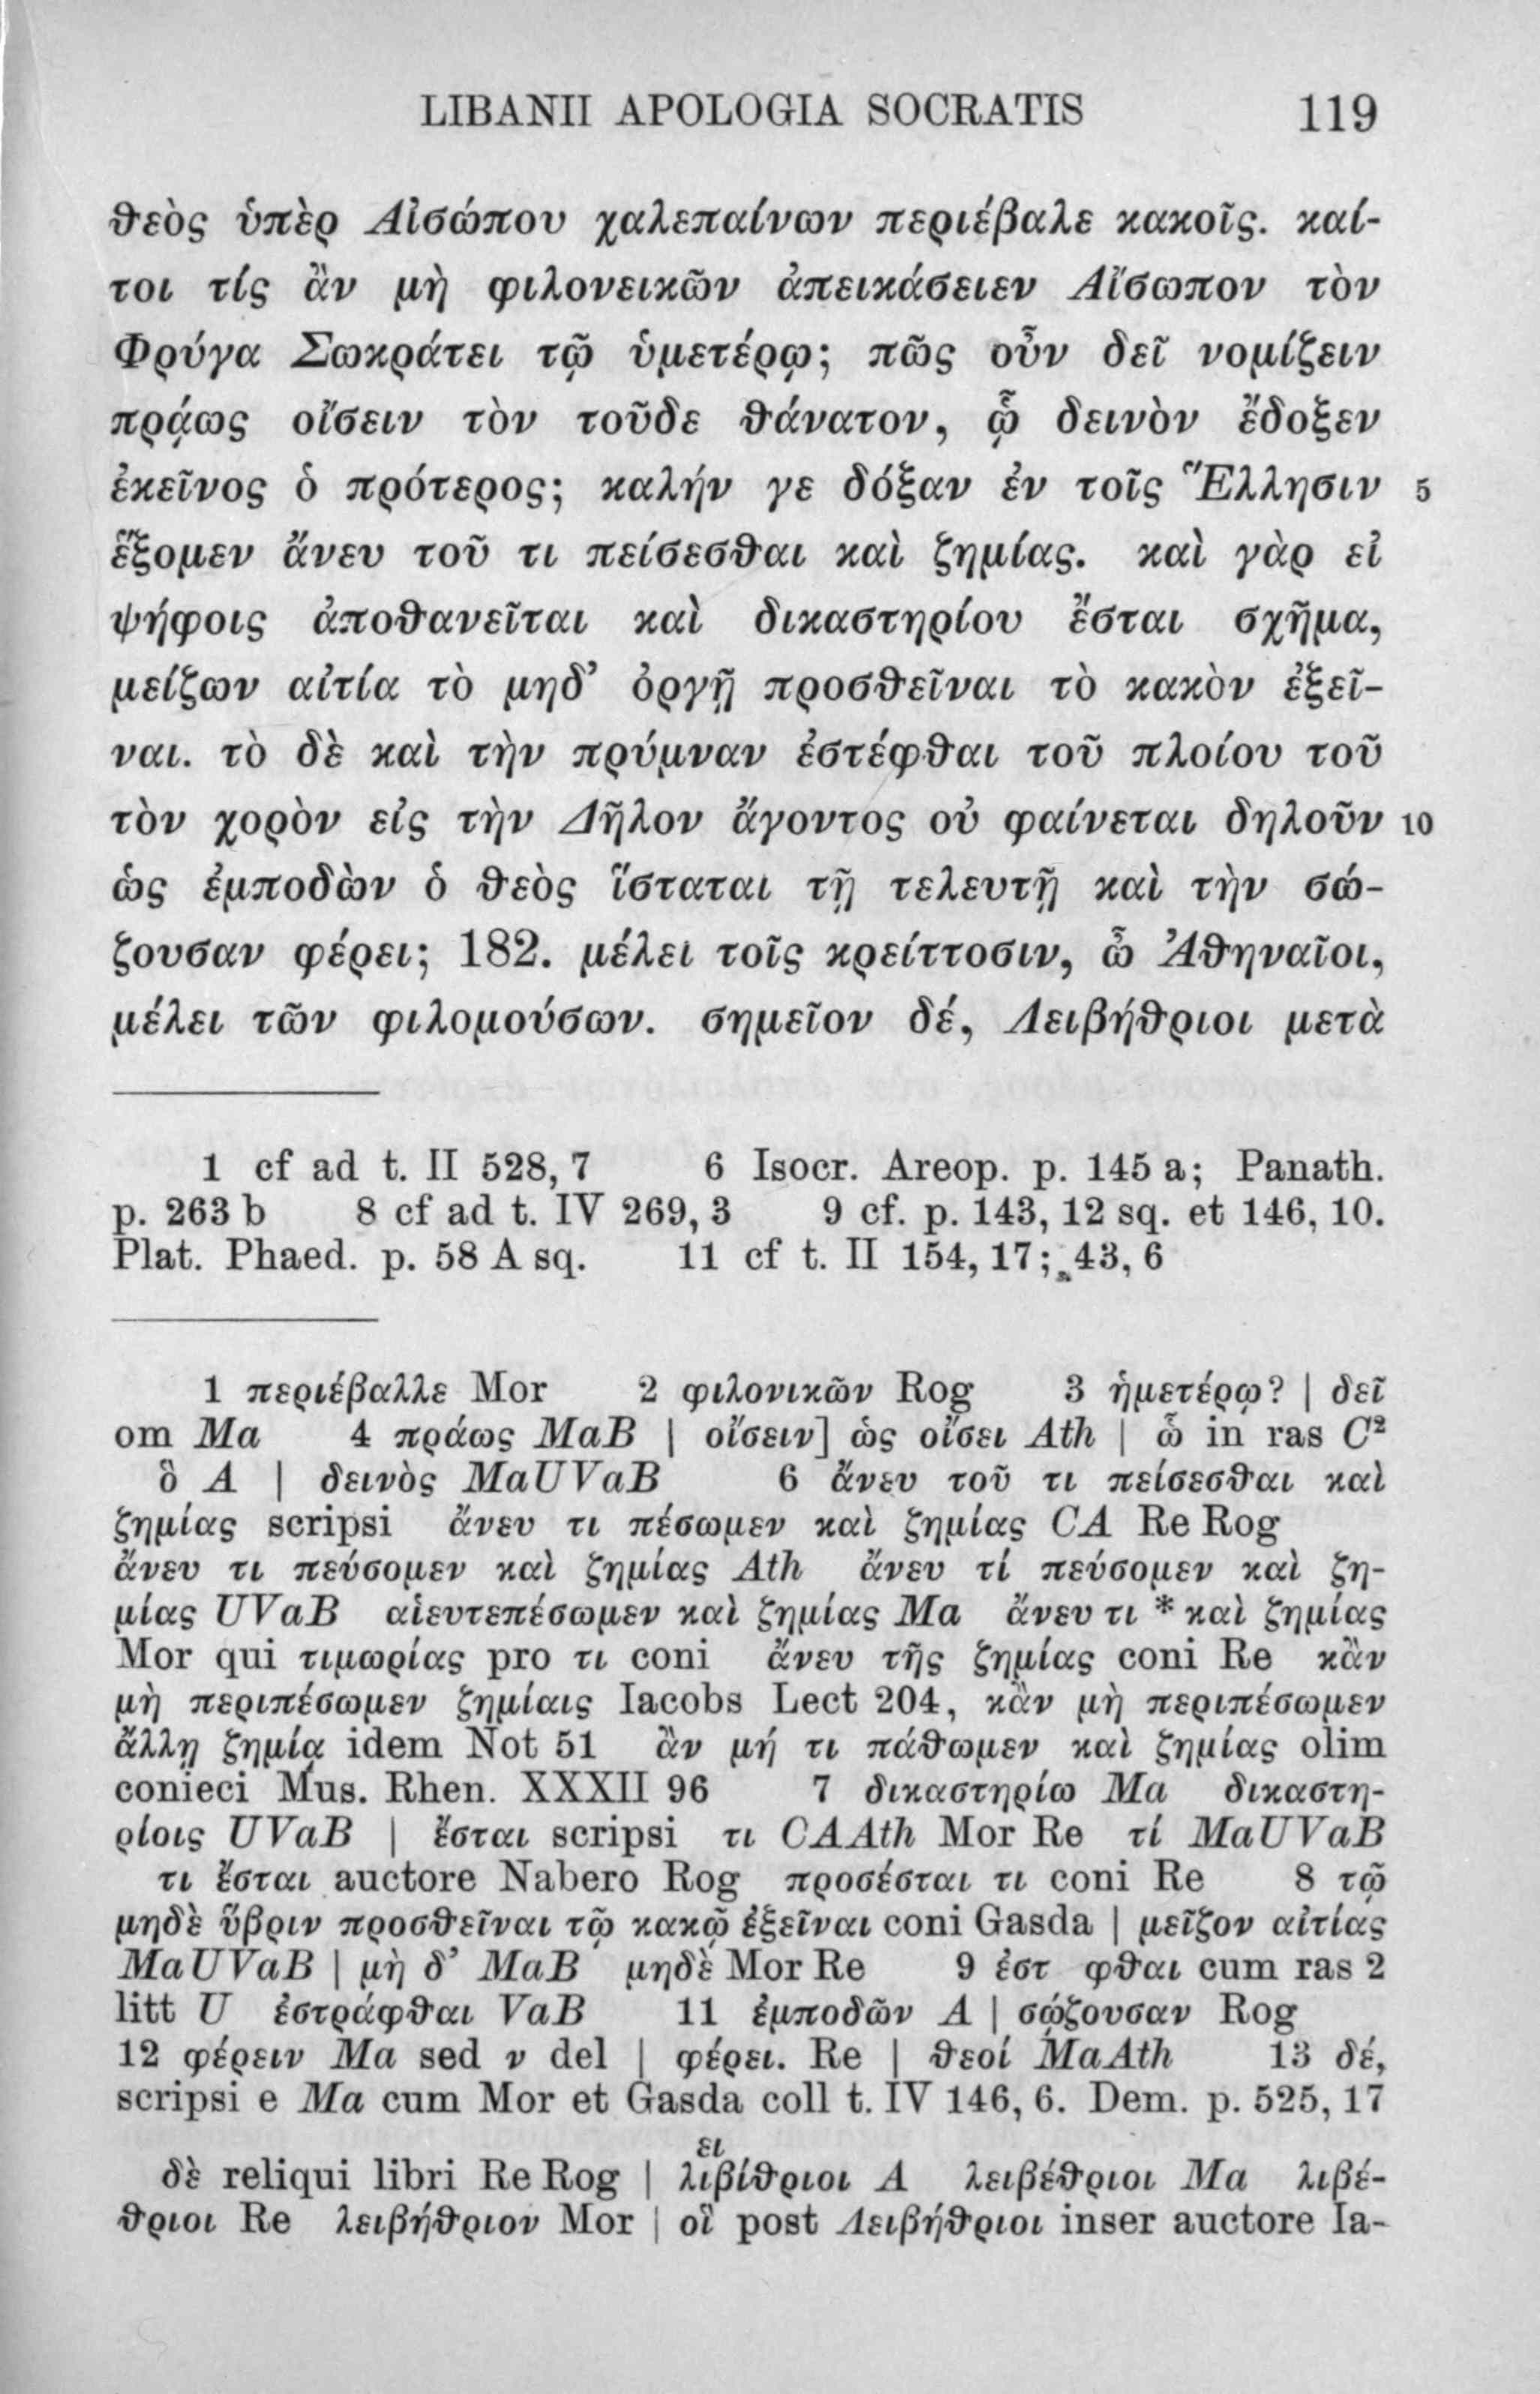 LIBANII APOLOGIA SOCRATIS 119
θεὸς ὑπὲρ Αἰσώπου χαλεπαίνων περιέβαλε κακοῖς. καί-
τοι τίς ἂν μὴ φιλονεικῶν ἀπεικάσειεν Αἴσωπον τὸν
Φρύγα Σωκράτει τῷ ὑμετέρῳ; πῶς οὖν δεῖ νομίζειν
πρᾴως οἴσειν τὸν τοῦδε θάνατον, ᾧ δεινὸν ἔδοξεν
ἐκεῖνος ὁ πρότερος; καλήν γε δόξαν ἐν τοῖς Ἕλλησιν 5
ἕξομεν ἄνευ τοῦ τι πείσεσθαι καὶ ζημίας. καὶ γὰρ εἰ
ψήφοις ἀποθανεῖται καὶ δικαστηρίου ἔσται σχῆμα,
μείζων αἰτία τὸ μηδ’ ὀργῇ προσθεῖναι τὸ κακὸν ἐξεῖ-
ναι. τὸ δὲ καὶ τὴν πρύμναν ἐστέφθαι τοῦ πλοίου τοῦ
τὸν χορὸν εἰς τὴν Δῆλον ἄγοντος οὐ φαίνεται δηλοῦν 10
ὡς ἐμποδὼν ὁ θεὸς ἵσταται τῇ τελευτῇ καὶ τὴν σώ-
ζουσαν φέρει; 182. μέλει τοῖς κρείττοσιν, ὦ Ἀθηναῖοι,
μέλει τῶν φιλομούσων. σημεῖον δέ, Λειβήθριοι μετὰ
1 cf ad t. II 528, 7 6 Isocr. Areop. p. 145 a; Panath.
p. 263 b 8 cf ad t. IV 269, 3 9 cf. p. 143, 12 sq. et 146, 10.
Plat. Phaed. p. 58 A sq. 11 cf t. II 154, 17; 43, 6
1 περιέβαλλε Mor 2 φιλονικῶν Rog 3 ἡμετέρῳ? | δεῖ
om Ma 4 πράως MaB | οἴσειν] ὡς οἴσει Ath | ᾧ in ras C²
ὃ A | δεινὸς MaUVaB 6 ἄνευ τοῦ τι πείσεσθαι καὶ
ζημίας scripsi ἄνευ τι πέσωμεν καὶ ζημίας CA Re Rog
ἄνευ τι πεύσομεν καὶ ζημίας Ath ἄνευ τί πεύσομεν καὶ ζη-
μίας UVaB αἰευτεπέσωμεν καὶ ζημίας Ma ἄνευ τι * καὶ ζημίας
Mor qui τιμωρίας pro τι coni ἄνευ τῆς ζημίας coni Re κἂν
μὴ περιπέσωμεν ζημίαις Iacobs Lect 204, κἂν μὴ περιπέσωμεν
ἄλλῃ ζημίᾳ idem Not 51 ἂν μή τι πάθωμεν καὶ ζημίας olim
conieci Mus. Rhen. XXXII 96 7 δικαστηρίω Ma δικαστη-
ρίοις UVaB | ἔσται scripsi τι CAAth Mor Re τί MaUVaB
τι ἔσται auctore Nabero Rog προσέσται τι coni Re 8 τῷ
μηδὲ ὕβριν προσθεῖναι τῷ κακῷ ἐξεῖναι coni Gasda | μεῖζον αἰτίας
MaUVaB | μὴ δ’ MaB μηδὲ Mor Re 9 ἐστ φθαι cum ras 2
litt U ἐστράφθαι VaB 11 ἐμποδῶν A | σῴζουσαν Rog
12 φέρειν Ma sed ν del | φέρει. Re | θεοί MaAth 13 δέ,
scripsi e Ma cum Mor et Gasda coll t. IV 146, 6. Dem. p. 525, 17
ει
δὲ reliqui libri Re Rog | λιβίθριοι A λειβέθριοι Ma λιβέ-
θριοι Re λειβήθριον Mor | οἳ post Λειβήθριοι inser auctore Ia-